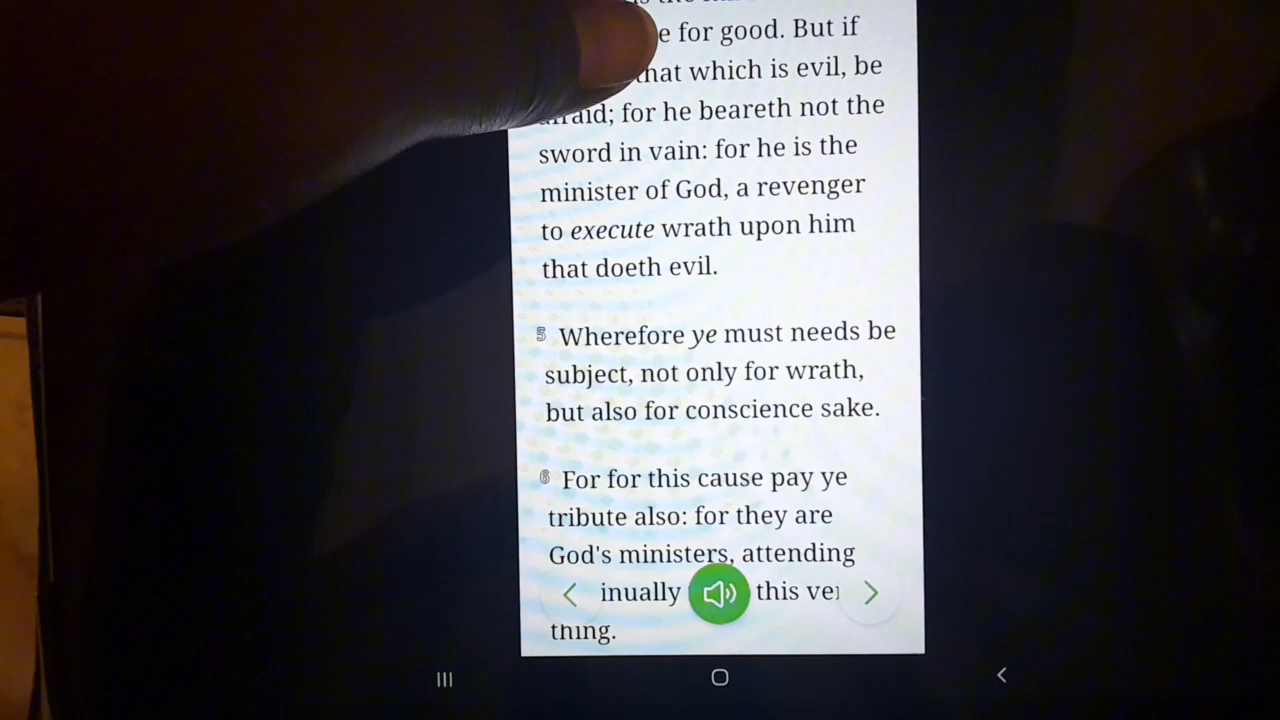 e for good. But if
that which is evil, be
afraid; for he beareth not the
sword in vain: for he is the
minister of God, a revenger
to execute wrath upon him
that doeth evil.
5 Wherefore ye must needs be
subject, not only for wrath,
but also for conscience sake.
6 For for this cause pay ye
tribute also: for they are
God's ministers, attending
inually this ver
thing.